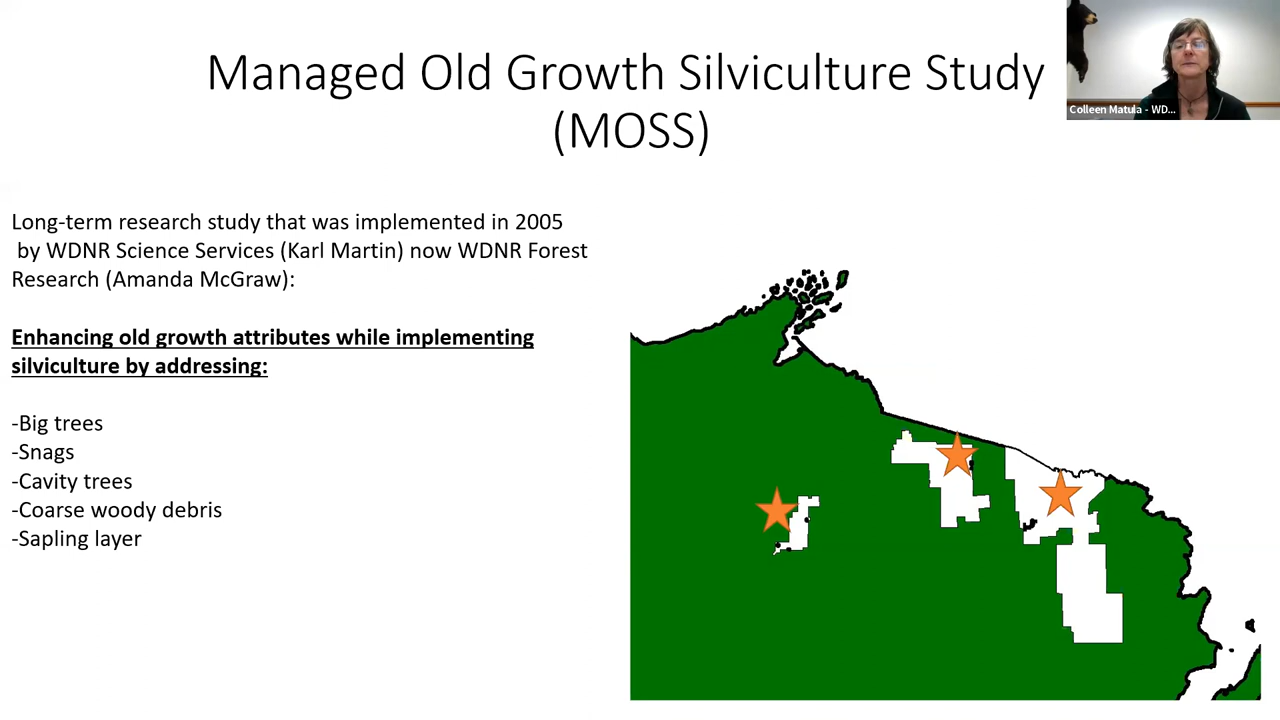 Managed Old Growth Silviculture Study
(MOSS)
Colleen Matula - WD...
Long-term research study that was implemented in 2005
by WDNR Science Services (Karl Martin) now WDNR Forest
Research (Amanda McGraw):
Enhancing old growth attributes while implementing
silviculture by addressing:
-Big trees
-Snags
-Cavity trees
-Coarse woody debris
-Sapling layer